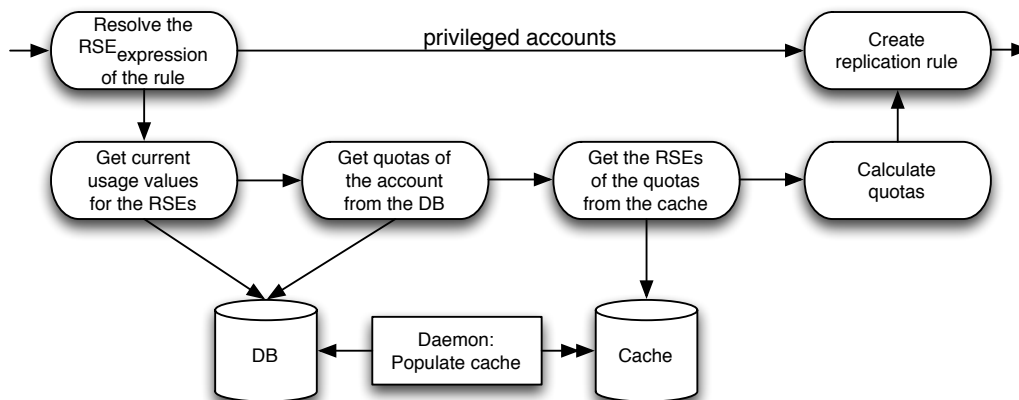 Resolve the
RSE expression
of the rule
privileged accounts
Create
replication rule
Get current
usage values
for the RSEs
Get quotas of
the account
from the DB
Get the RSEs
of the quotas
from the cache
Calculate
quotas
DB
Daemon:
Populate cache
Cache